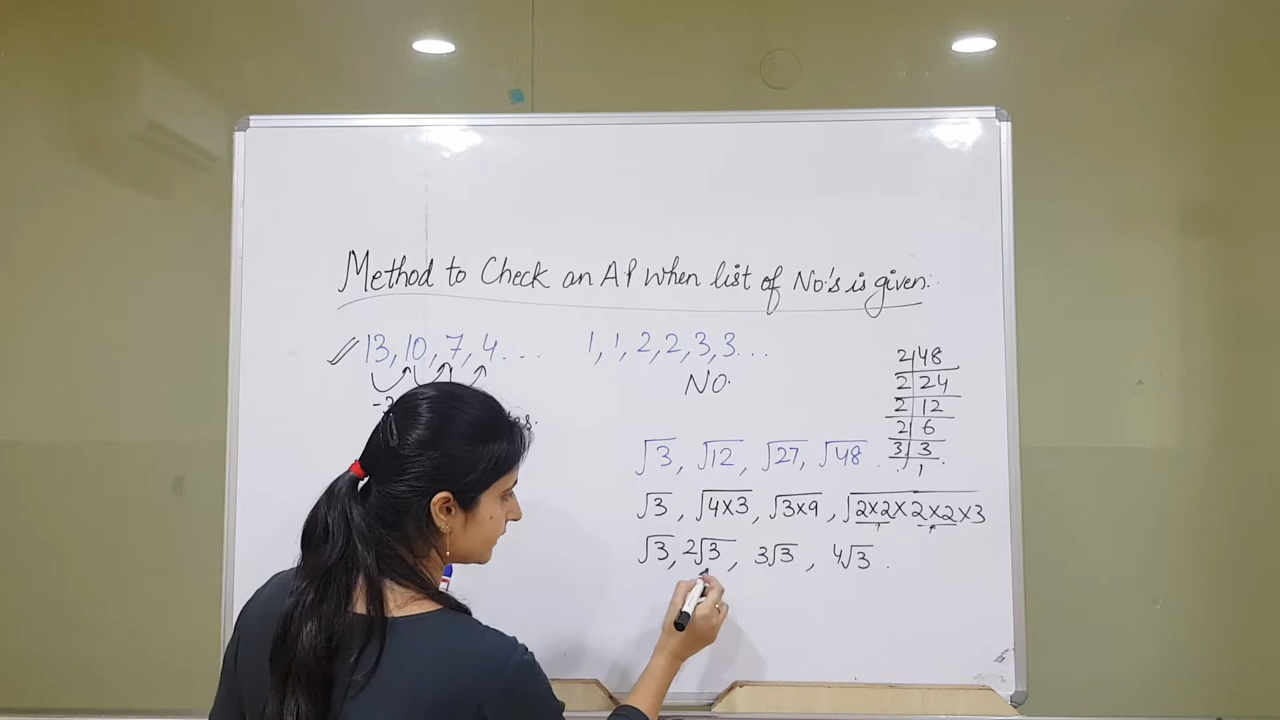 Method to Check an AP when list of No's is given:
13, 10, 7, 4 . . .
1, 1, 2, 2, 3, 3 . . .
NO.
2 | 48
2 | 24
2 | 12
2 | 6
3 | 3
1
√3, √12, √27, √48 .
√3, √4×3, √3×9, √2×2×2×2×3
√3, 2√3, 3√3, 4√3 .